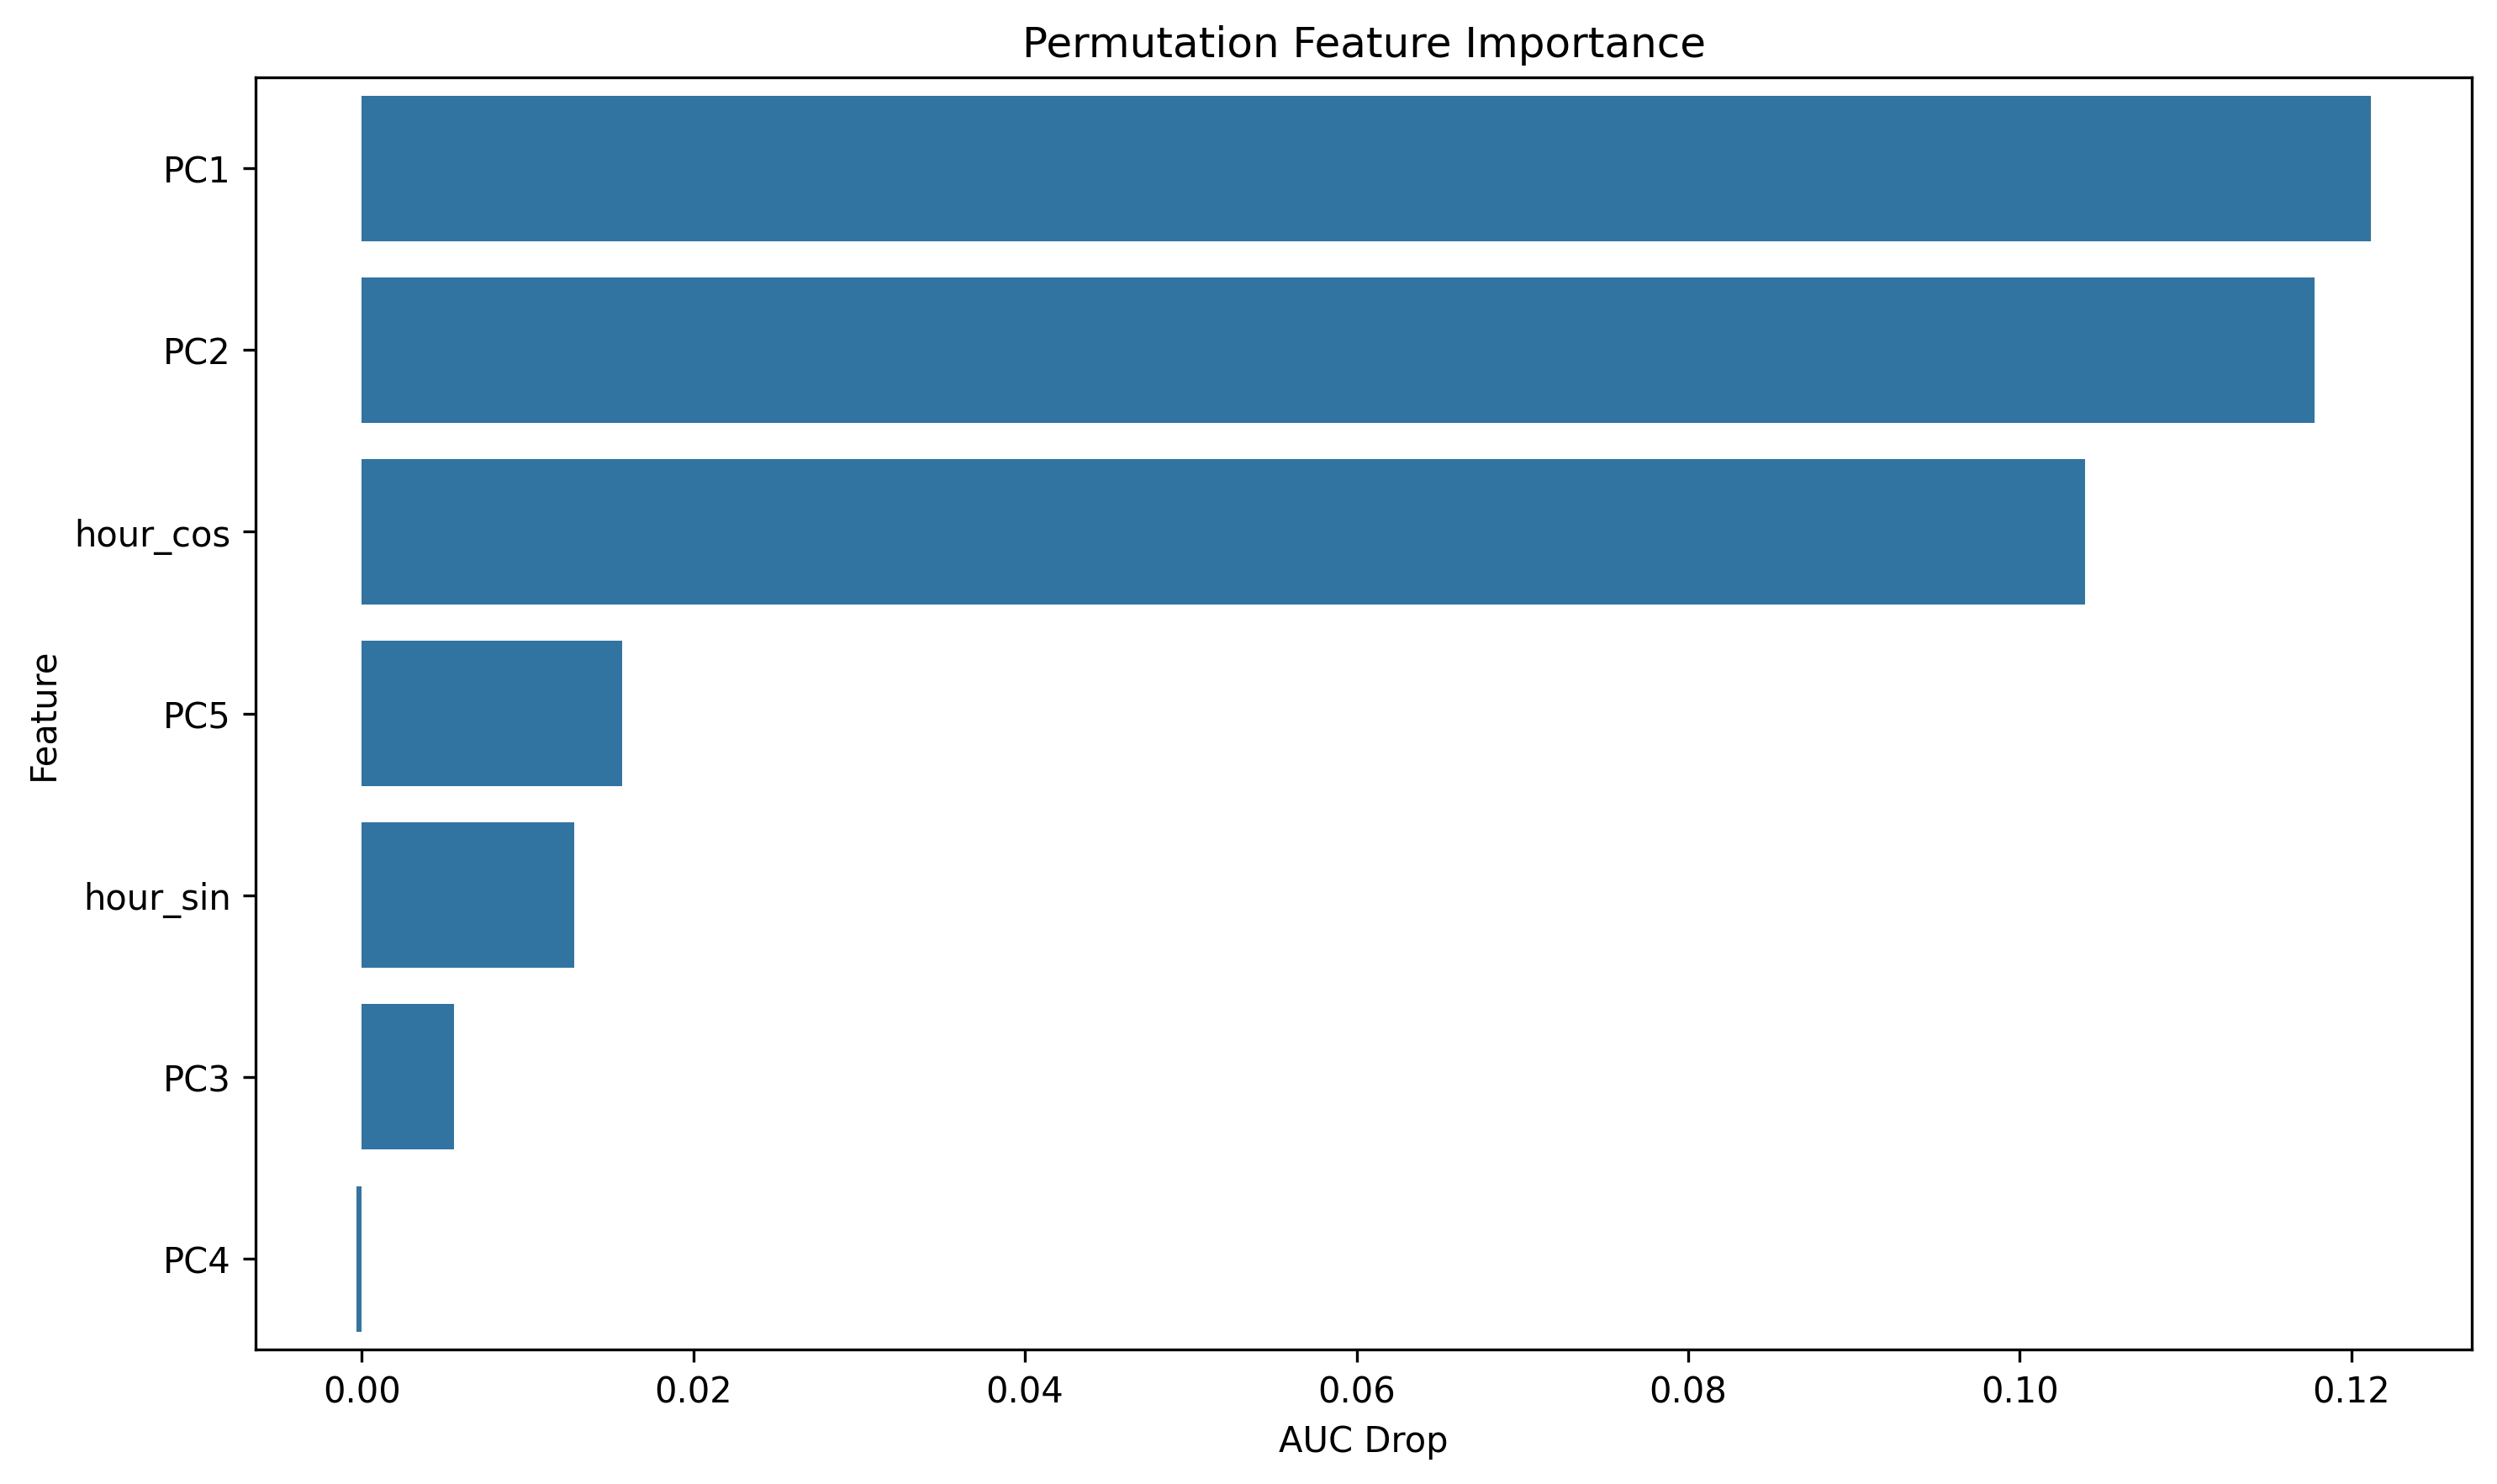 Permutation Feature Importance
PC1
PC2
hour_cos
PC5
hour_sin
PC3
PC4
Feature
0.00 0.02 0.04 0.06 0.08 0.10 0.12
AUC Drop